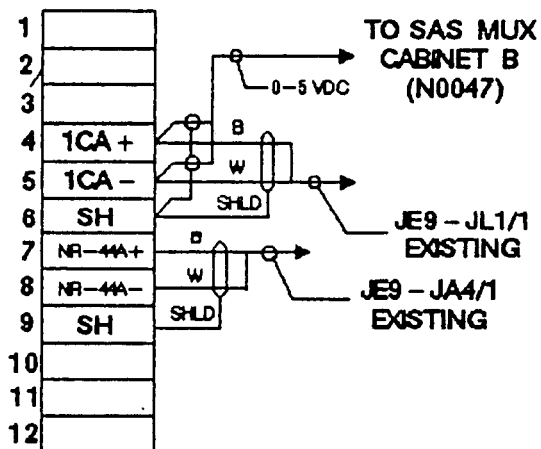 1
TO SAS MUX
2
CABINET B
0-5 VDC
(N0047)
3
4 1CA + B
5 1CA - W
6 SH SHLD
JE9 - JL1/1
EXISTING
7 NR-44A+ B
8 NR-44A- W
JE9 - JA4/1
EXISTING
9 SH SHLD
10
11
12